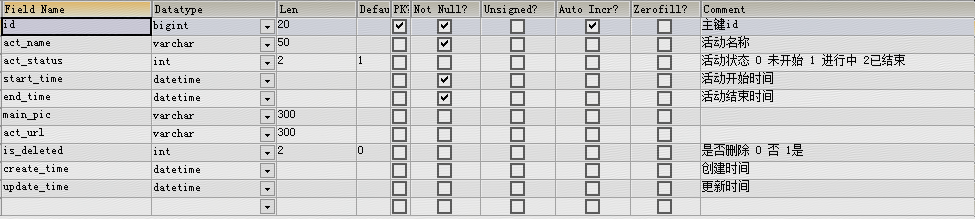 Field Name Datatype Len Defau PK? Not Null? Unsigned? Auto Incr? Zerofill? Comment
id bigint 20 主键id
act_name varchar 50 活动名称
act_status int 2 1 活动状态 0 未开始 1 进行中 2已结束
start_time datetime 活动开始时间
end_time datetime 活动结束时间
main_pic varchar 300
act_url varchar 300
is_deleted int 2 0 是否删除 0 否 1是
create_time datetime 创建时间
update_time datetime 更新时间